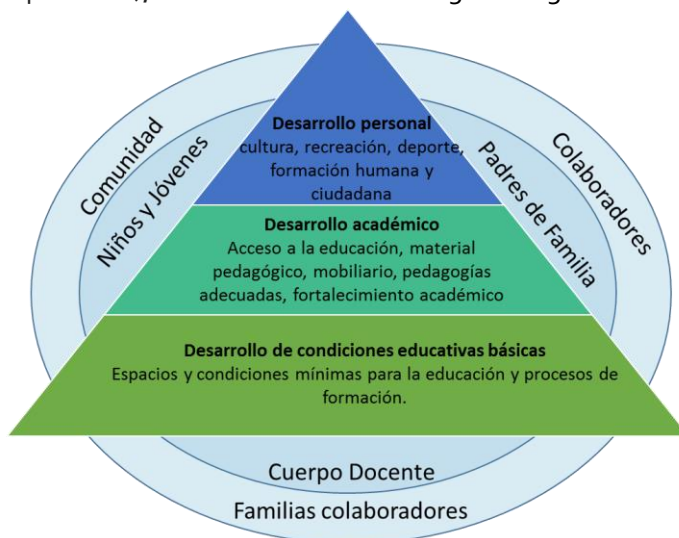 Desarrollo personal
cultura, recreación, deporte,
formación humana y
ciudadana
Comunidad
Niños y Jóvenes
Padres de Familia
Colaboradores
Desarrollo académico
Acceso a la educación, material
pedagógico, mobiliario, pedagogías
adecuadas, fortalecimiento académico
Desarrollo de condiciones educativas básicas
Espacios y condiciones mínimas para la educación y procesos de
formación.
Cuerpo Docente
Familias colaboradores